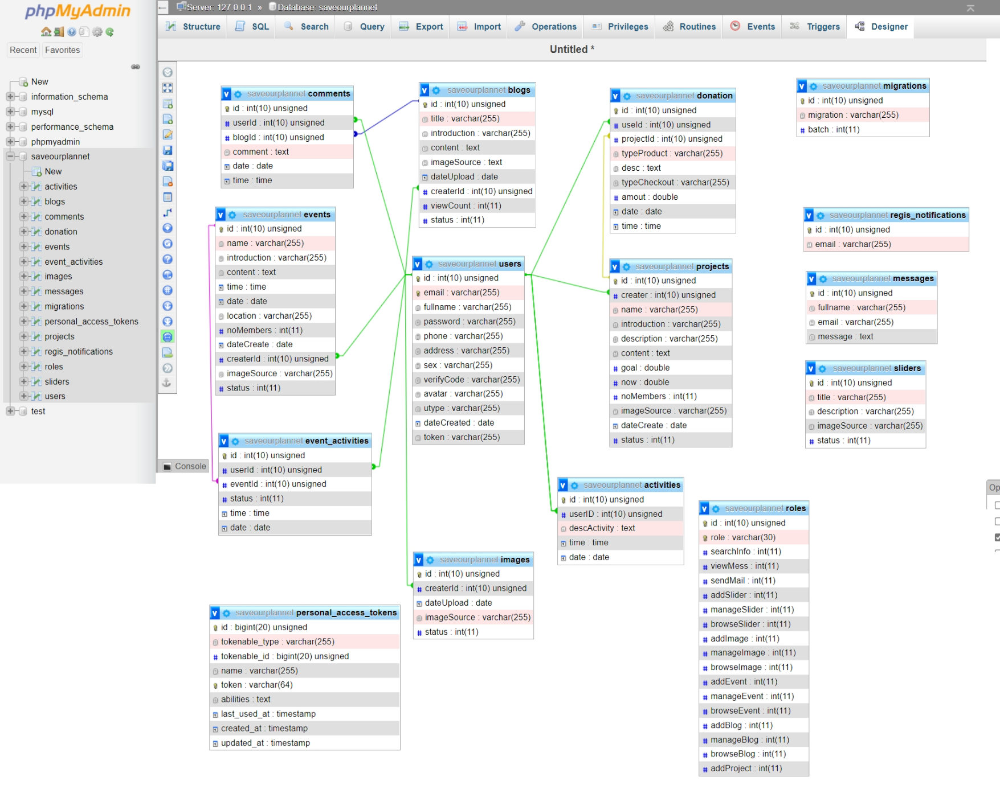 phpMyAdmin
Recent Favorites
New
information_schema
mysql
performance_schema
phpmyadmin
saveourplannet
New
activities
blogs
comments
donation
events
event_activities
images
messages
migrations
personal_access_tokens
projects
regis_notifications
roles
sliders
users
test
Server: 127.0.0.1 » Database: saveourplannet
Structure SQL Search Query Export Import Operations Privileges Routines Events Triggers Designer
Untitled *
saveourplannet comments
id : int(10) unsigned
userId : int(10) unsigned
blogId : int(10) unsigned
comment : text
date : date
time : time
saveourplannet blogs
id : int(10) unsigned
title : varchar(255)
introduction : varchar(255)
content : text
imageSource : text
dateUpload : date
createrId : int(10) unsigned
viewCount : int(11)
status : int(11)
saveourplannet donation
id : int(10) unsigned
useId : int(10) unsigned
projectId : int(10) unsigned
typeProduct : varchar(255)
desc : text
typeCheckout : varchar(255)
amout : double
date : date
time : time
saveourplannet migrations
id : int(10) unsigned
migration : varchar(255)
batch : int(11)
saveourplannet events
id : int(10) unsigned
name : varchar(255)
introduction : varchar(255)
content : text
time : time
date : date
location : varchar(255)
noMembers : int(11)
dateCreate : date
createrId : int(10) unsigned
imageSource : varchar(255)
status : int(11)
saveourplannet users
id : int(10) unsigned
email : varchar(255)
fullname : varchar(255)
password : varchar(255)
phone : varchar(255)
address : varchar(255)
sex : varchar(255)
verifyCode : varchar(255)
avatar : varchar(255)
utype : varchar(255)
dateCreated : date
token : varchar(255)
saveourplannet projects
id : int(10) unsigned
creater : int(10) unsigned
name : varchar(255)
introduction : varchar(255)
description : varchar(255)
content : text
goal : double
now : double
noMembers : int(11)
imageSource : varchar(255)
dateCreate : date
status : int(11)
saveourplannet regis_notifications
id : int(10) unsigned
email : varchar(255)
saveourplannet messages
id : int(10) unsigned
fullname : varchar(255)
email : varchar(255)
message : text
saveourplannet sliders
id : int(10) unsigned
title : varchar(255)
description : varchar(255)
imageSource : varchar(255)
status : int(11)
Console
saveourplannet event_activities
id : int(10) unsigned
userId : int(10) unsigned
eventId : int(10) unsigned
status : int(11)
time : time
date : date
saveourplannet activities
id : int(10) unsigned
userID : int(10) unsigned
descActivity : text
time : time
date : date
saveourplannet images
id : int(10) unsigned
createrId : int(10) unsigned
dateUpload : date
imageSource : varchar(255)
status : int(11)
saveourplannet personal_access_tokens
id : bigint(20) unsigned
tokenable_type : varchar(255)
tokenable_id : bigint(20) unsigned
name : varchar(255)
token : varchar(64)
abilities : text
last_used_at : timestamp
created_at : timestamp
updated_at : timestamp
saveourplannet roles
id : int(10) unsigned
role : varchar(30)
searchInfo : int(11)
viewMess : int(11)
sendMail : int(11)
addSlider : int(11)
manageSlider : int(11)
browseSlider : int(11)
addImage : int(11)
manageImage : int(11)
browseImage : int(11)
addEvent : int(11)
manageEvent : int(11)
browseEvent : int(11)
addBlog : int(11)
manageBlog : int(11)
browseBlog : int(11)
addProject : int(11)
Op